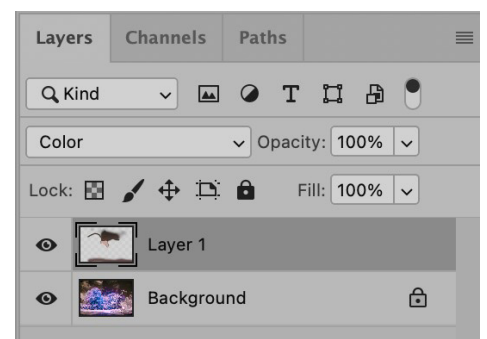 Layers Channels Paths
Kind
Color Opacity: 100%
Lock: Fill: 100%
Layer 1
Background